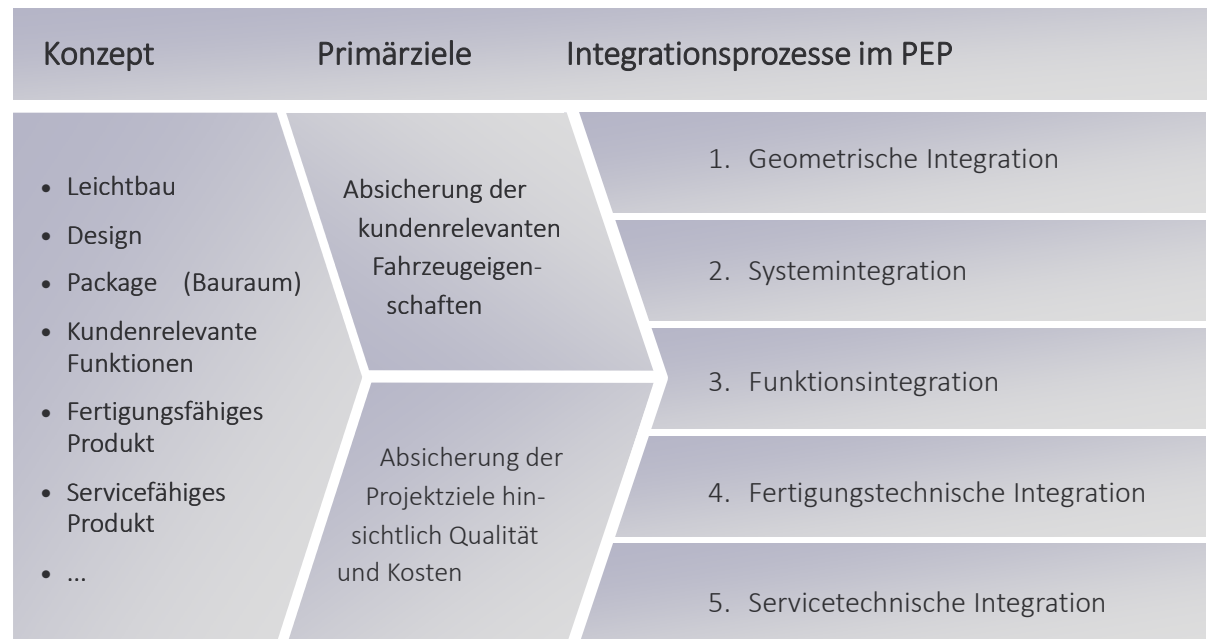 Konzept Primärziele Integrationsprozesse im PEP
• Leichtbau
• Design
• Package (Bauraum)
• Kundenrelevante
Funktionen
• Fertigungsfähiges
Produkt
• Servicefähiges
Produkt
• ...
Absicherung der
kundenrelevanten
Fahrzeugeigen-
schaften
Absicherung der
Projektziele hin-
sichtlich Qualität
und Kosten
1. Geometrische Integration
2. Systemintegration
3. Funktionsintegration
4. Fertigungstechnische Integration
5. Servicetechnische Integration